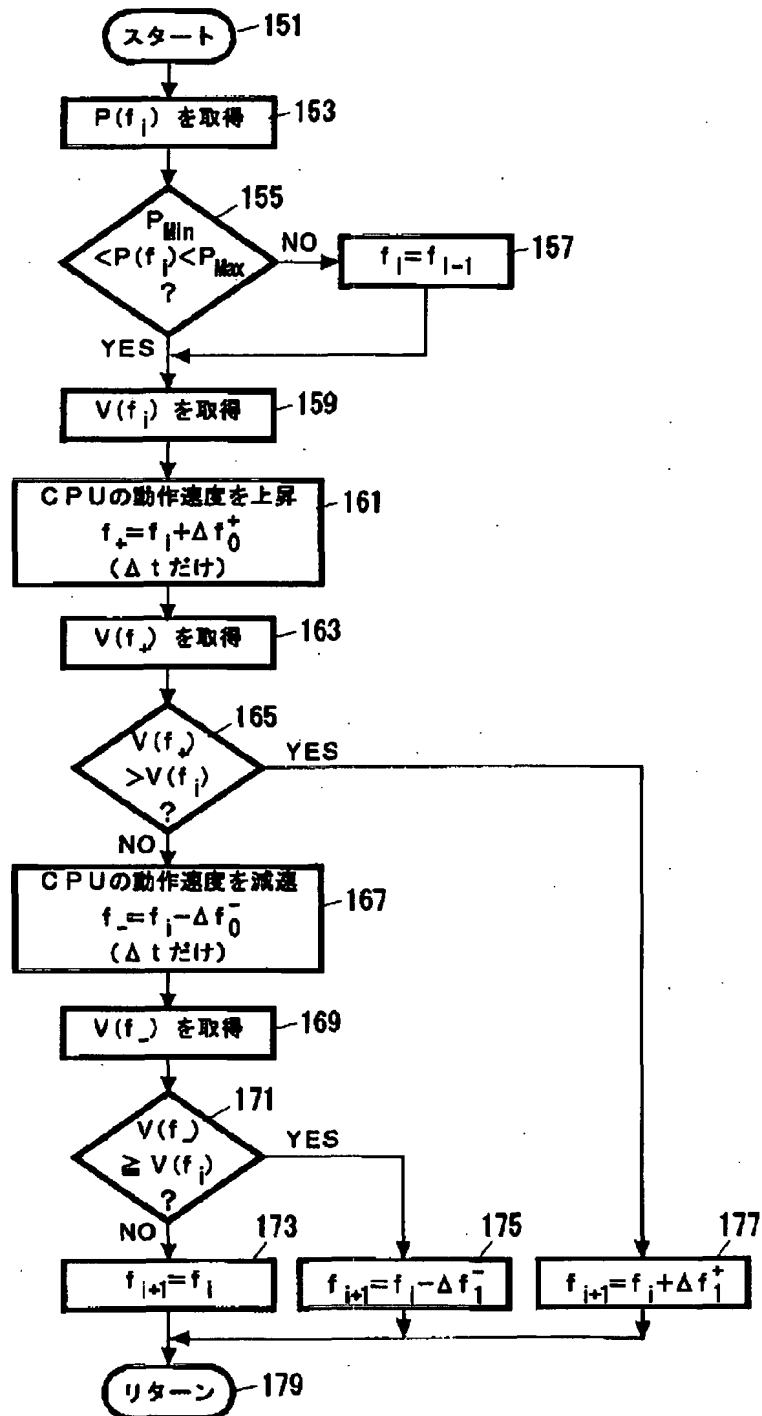 スタート
151
P(f_i) を取得
153
155
P_Min
<P(f_i)<P_Max
?
NO
f_i=f_{i-1}
157
YES
V(f_i) を取得
159
CPUの動作速度を上昇
f_+=f_i+Δf_0^+
(Δtだけ)
161
V(f_+) を取得
163
165
V(f_+)
>V(f_i)
?
YES
NO
CPUの動作速度を減速
f_-=f_i-Δf_0^-
(Δtだけ)
167
V(f_-) を取得
169
171
V(f_-)
≧V(f_i)
?
YES
NO
173
f_{i+1}=f_i
175
f_{i+1}=f_i-Δf_1^-
177
f_{i+1}=f_i+Δf_1^+
リターン
179